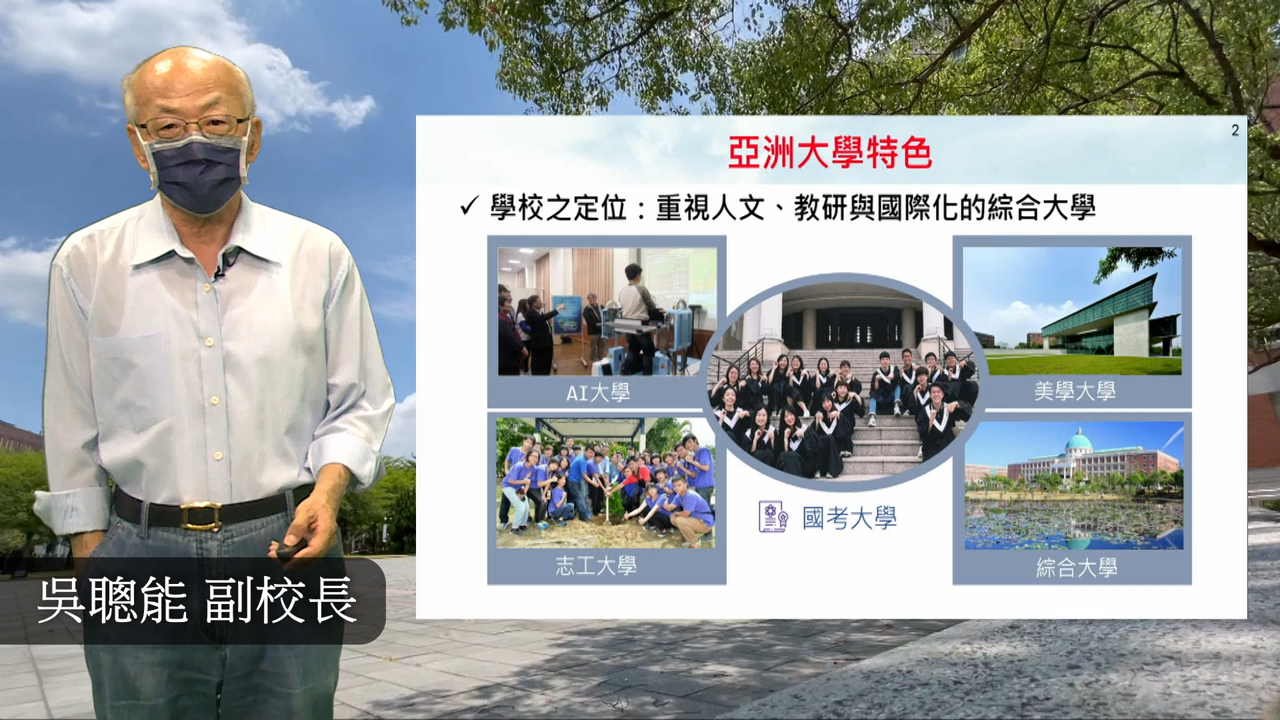 2
亞洲大學特色
✓ 學校之定位：重視人文、教研與國際化的綜合大學
AI大學
美學大學
國考大學
志工大學
綜合大學
吳聰能 副校長